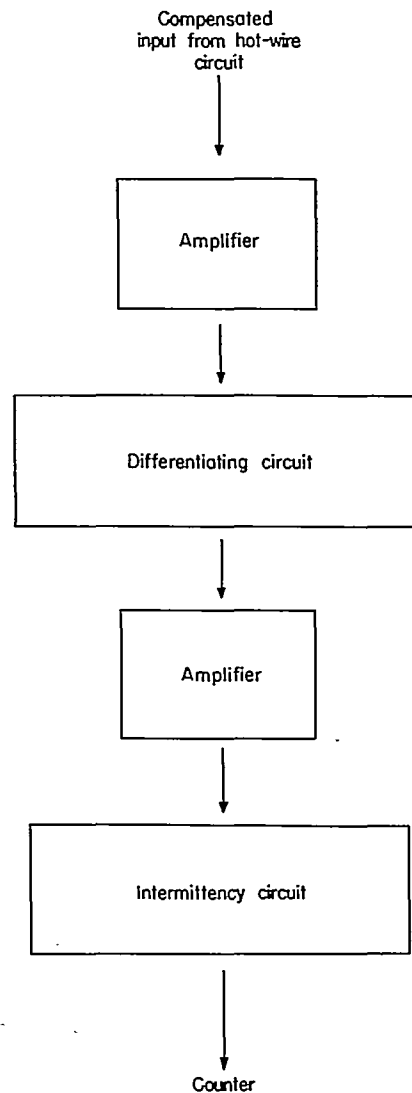 Compensated
input from hot-wire
circuit
Amplifier
Differentiating circuit
Amplifier
Intermittency circuit
Counter